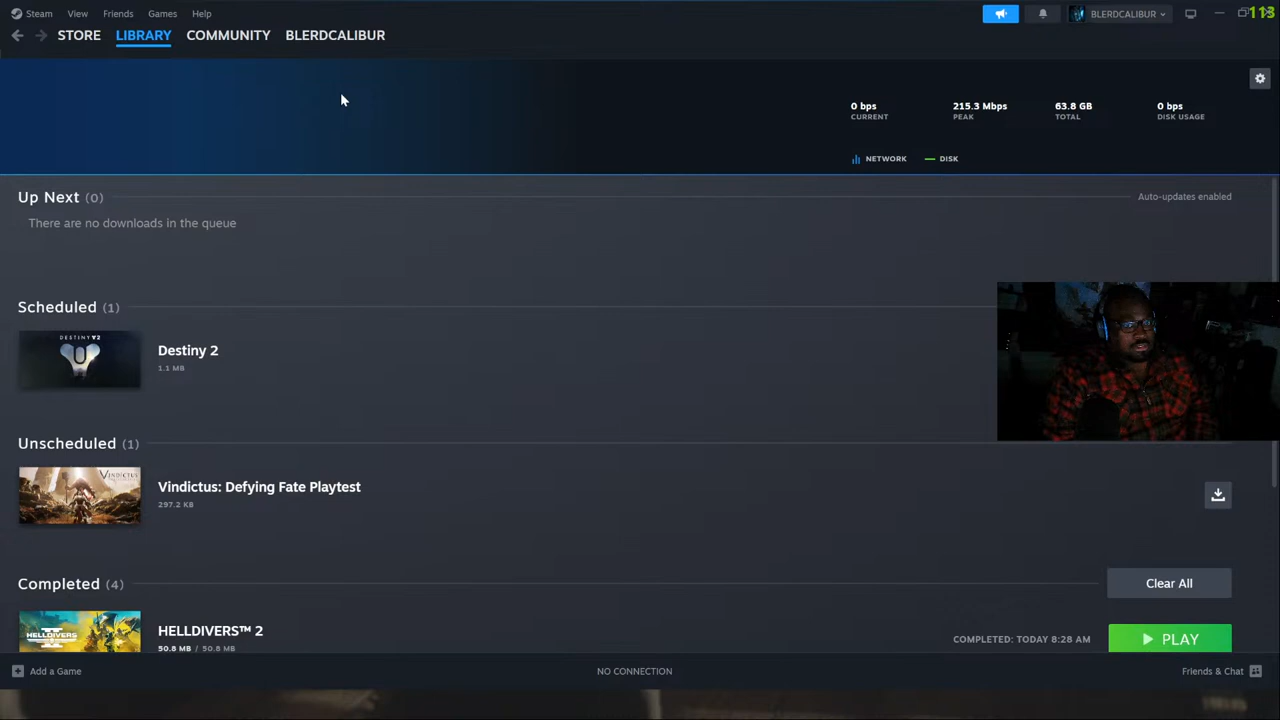 Steam View Friends Games Help BLERDCALIBUR 113
STORE LIBRARY COMMUNITY BLERDCALIBUR
0 bps 215.3 Mbps 63.8 GB 0 bps
CURRENT PEAK TOTAL DISK USAGE
NETWORK DISK
Up Next (0) Auto-updates enabled
There are no downloads in the queue
Scheduled (1)
DESTINY 2
Destiny 2
1.1 MB
Unscheduled (1)
VINDICTUS
Vindictus: Defying Fate Playtest
297.2 KB
Completed (4) Clear All
HELLDIVERS
HELLDIVERS™ 2
50.8 MB / 50.8 MB
COMPLETED: TODAY 8:28 AM PLAY
Add a Game NO CONNECTION Friends & Chat